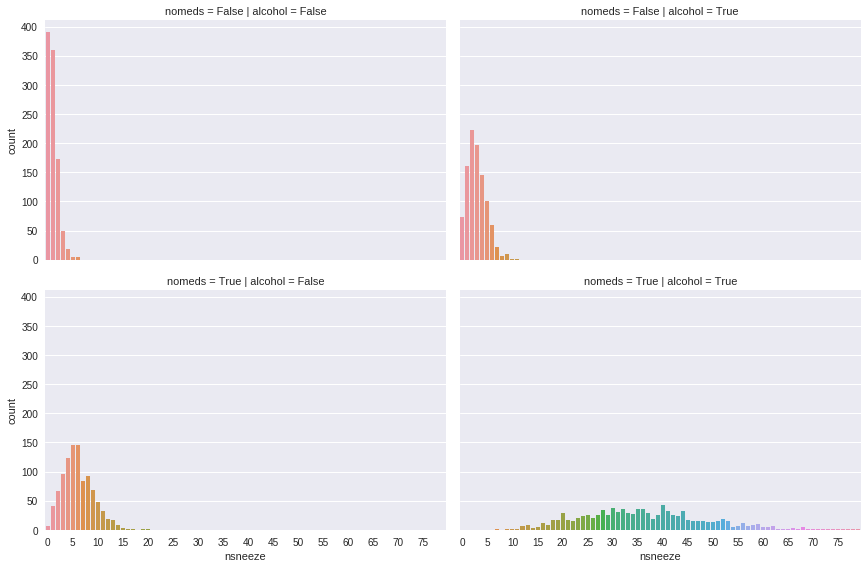 nomeds = False | alcohol = False
nomeds = False | alcohol = True
400
350
300
250
200
150
100
50
0
count
nomeds = True | alcohol = False
nomeds = True | alcohol = True
400
350
300
250
200
150
100
50
0
count
0 5 10 15 20 25 30 35 40 45 50 55 60 65 70 75
0 5 10 15 20 25 30 35 40 45 50 55 60 65 70 75
nsneeze
nsneeze